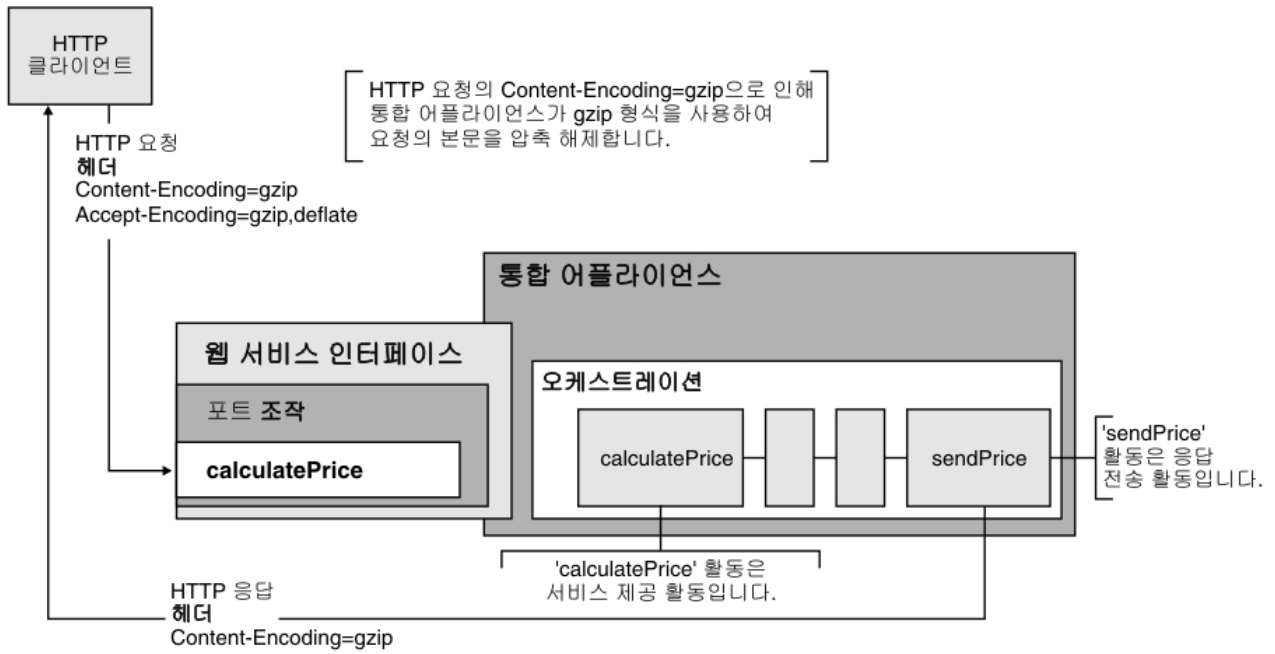 HTTP
클라이언트
HTTP 요청의 Content-Encoding=gzip으로 인해
통합 어플라이언스가 gzip 형식을 사용하여
요청의 본문을 압축 해제합니다.
HTTP 요청
헤더
Content-Encoding=gzip
Accept-Encoding=gzip,deflate
통합 어플라이언스
웹 서비스 인터페이스
오케스트레이션
포트 조작
calculatePrice
calculatePrice
sendPrice
'sendPrice'
활동은 응답
전송 활동입니다.
'calculatePrice' 활동은
서비스 제공 활동입니다.
HTTP 응답
헤더
Content-Encoding=gzip